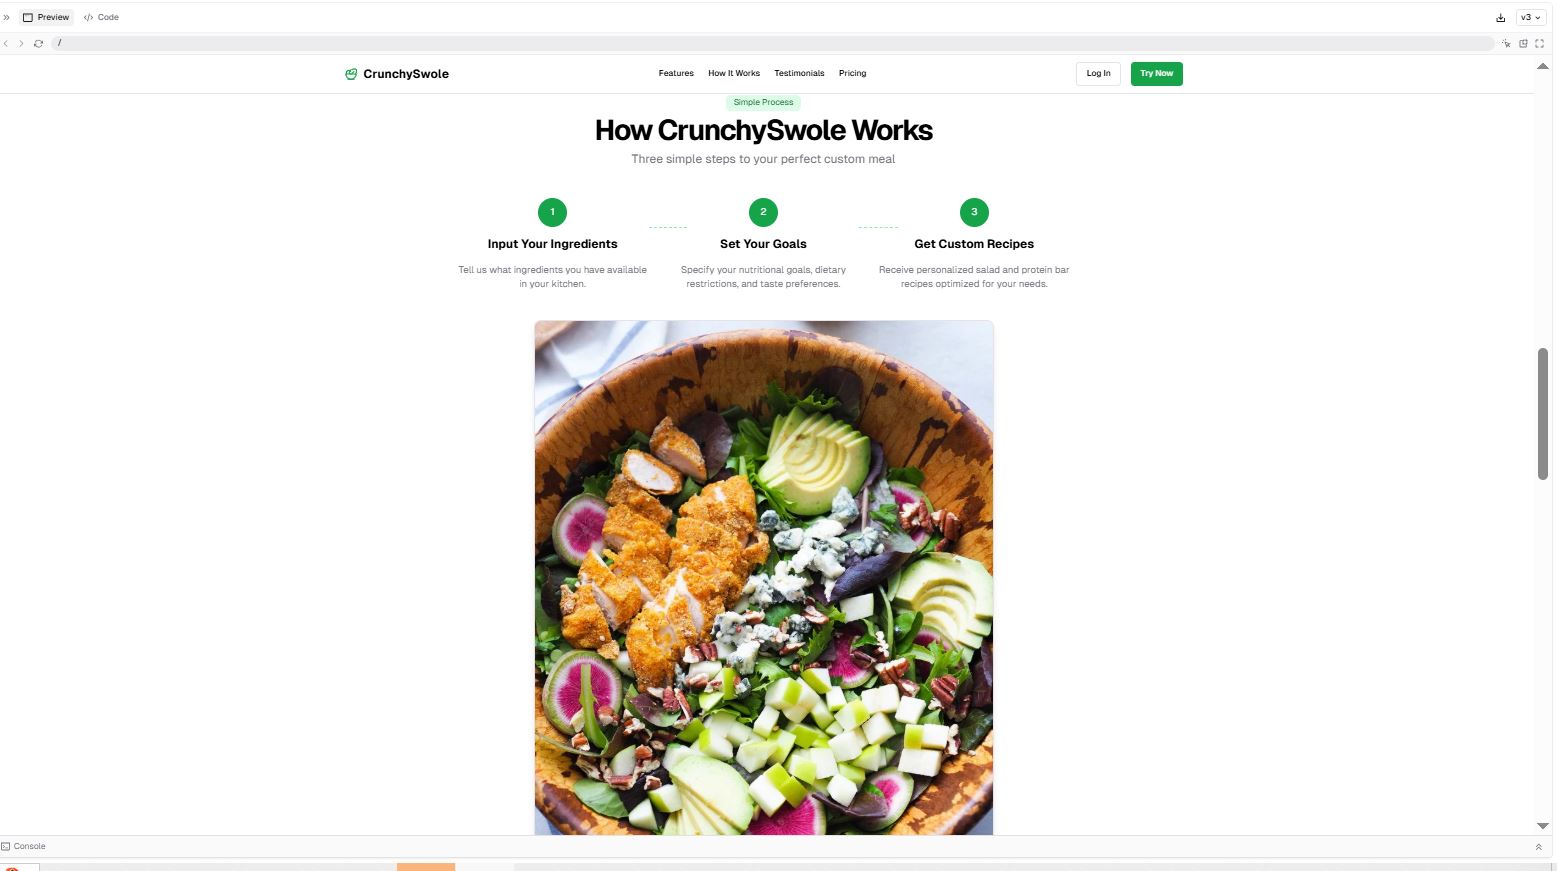 Preview
Code
v3
/
CrunchySwole
Features
How It Works
Testimonials
Pricing
Log In
Try Now
Simple Process
How CrunchySwole Works
Three simple steps to your perfect custom meal
1
2
3
Input Your Ingredients
Tell us what ingredients you have available
in your kitchen.
Set Your Goals
Specify your nutritional goals, dietary
restrictions, and taste preferences.
Get Custom Recipes
Receive personalized salad and protein bar
recipes optimized for your needs.
Console